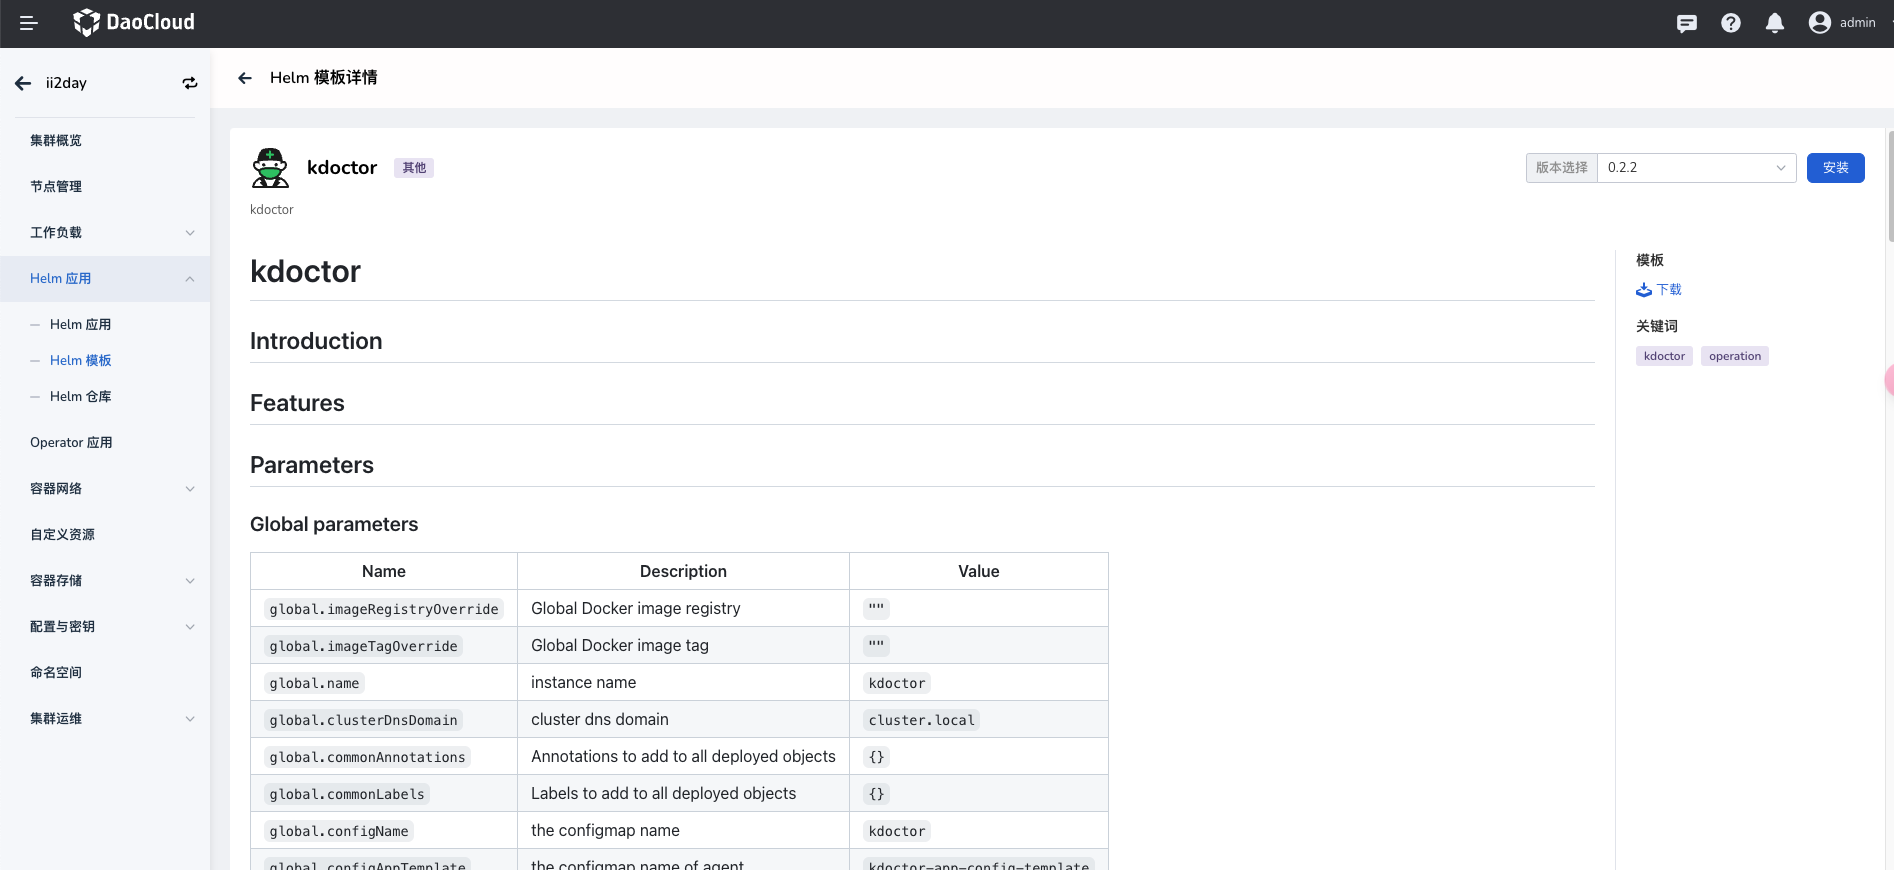 DaoCloud
admin
ii2day
集群概览
节点管理
工作负载
Helm 应用
Helm 应用
Helm 模板
Helm 仓库
Operator 应用
容器网络
自定义资源
容器存储
配置与密钥
命名空间
集群运维
Helm 模板详情
kdoctor 其他
版本选择 0.2.2 安装
kdoctor
kdoctor
Introduction
Features
Parameters
Global parameters
Name Description Value
global.imageRegistryOverride Global Docker image registry ""
global.imageTagOverride Global Docker image tag ""
global.name instance name kdoctor
global.clusterDnsDomain cluster dns domain cluster.local
global.commonAnnotations Annotations to add to all deployed objects {}
global.commonLabels Labels to add to all deployed objects {}
global.configName the configmap name kdoctor
global.configAppTemplate the configmap name of agent kdoctor-app-config-template
模板
下载
关键词
kdoctor operation